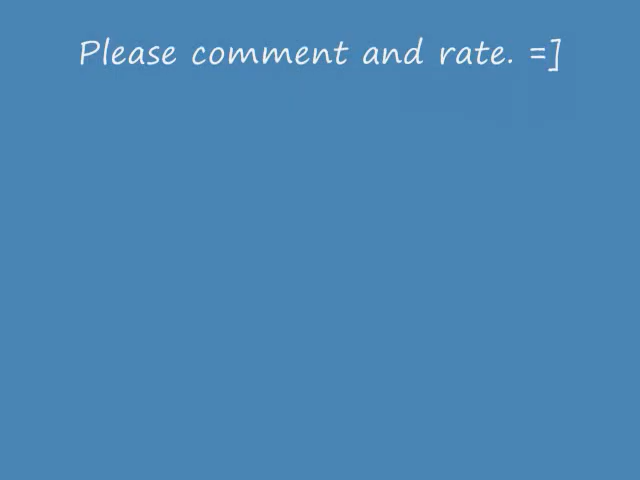 Please comment and rate. =]